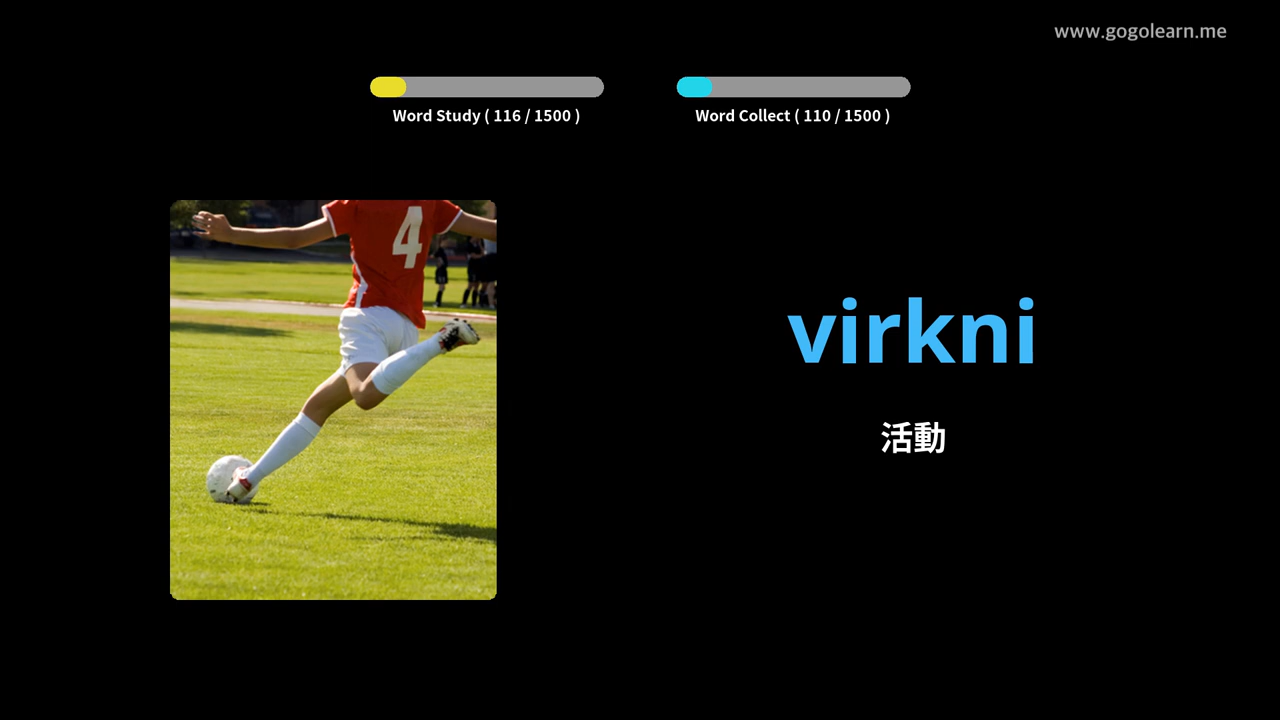 www.gogolearn.me
Word Study ( 116 / 1500 )
Word Collect ( 110 / 1500 )
4
virkni
活動